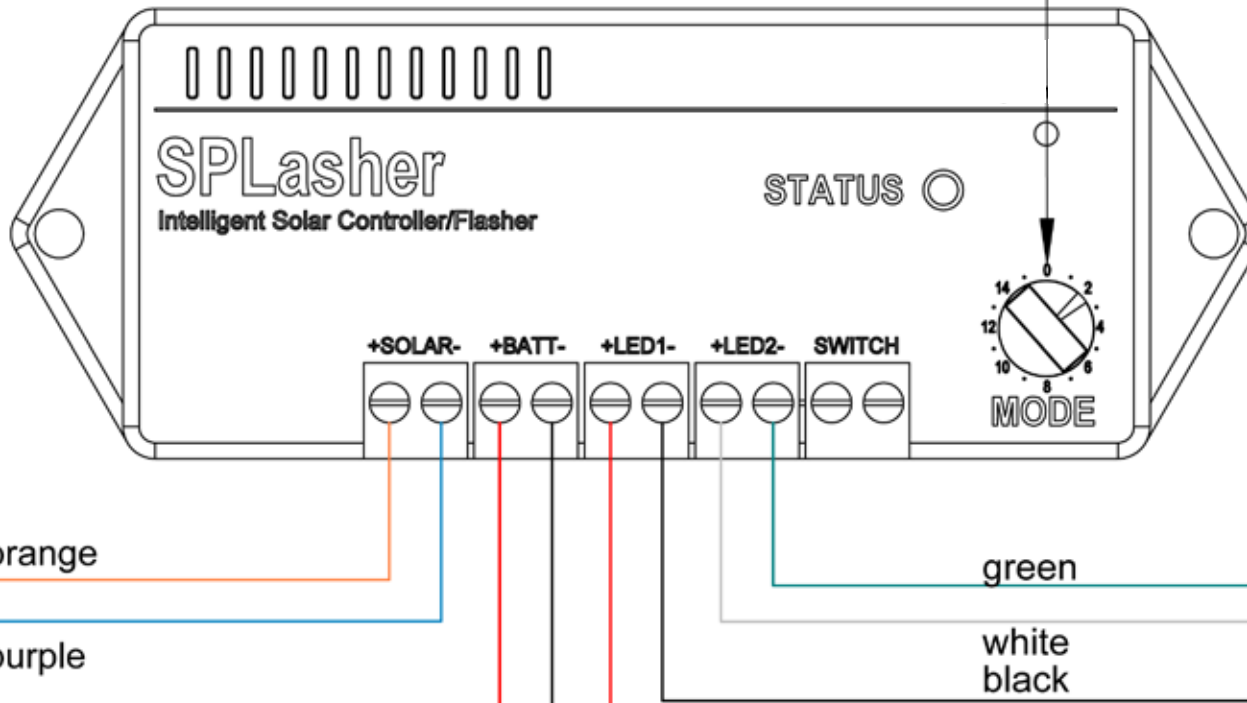 SPLasher
Intelligent Solar Controller/Flasher
STATUS
0
14 2
12 4
10 6
8
MODE
+SOLAR- +BATT- +LED1- +LED2- SWITCH
orange
green
purple
white
black